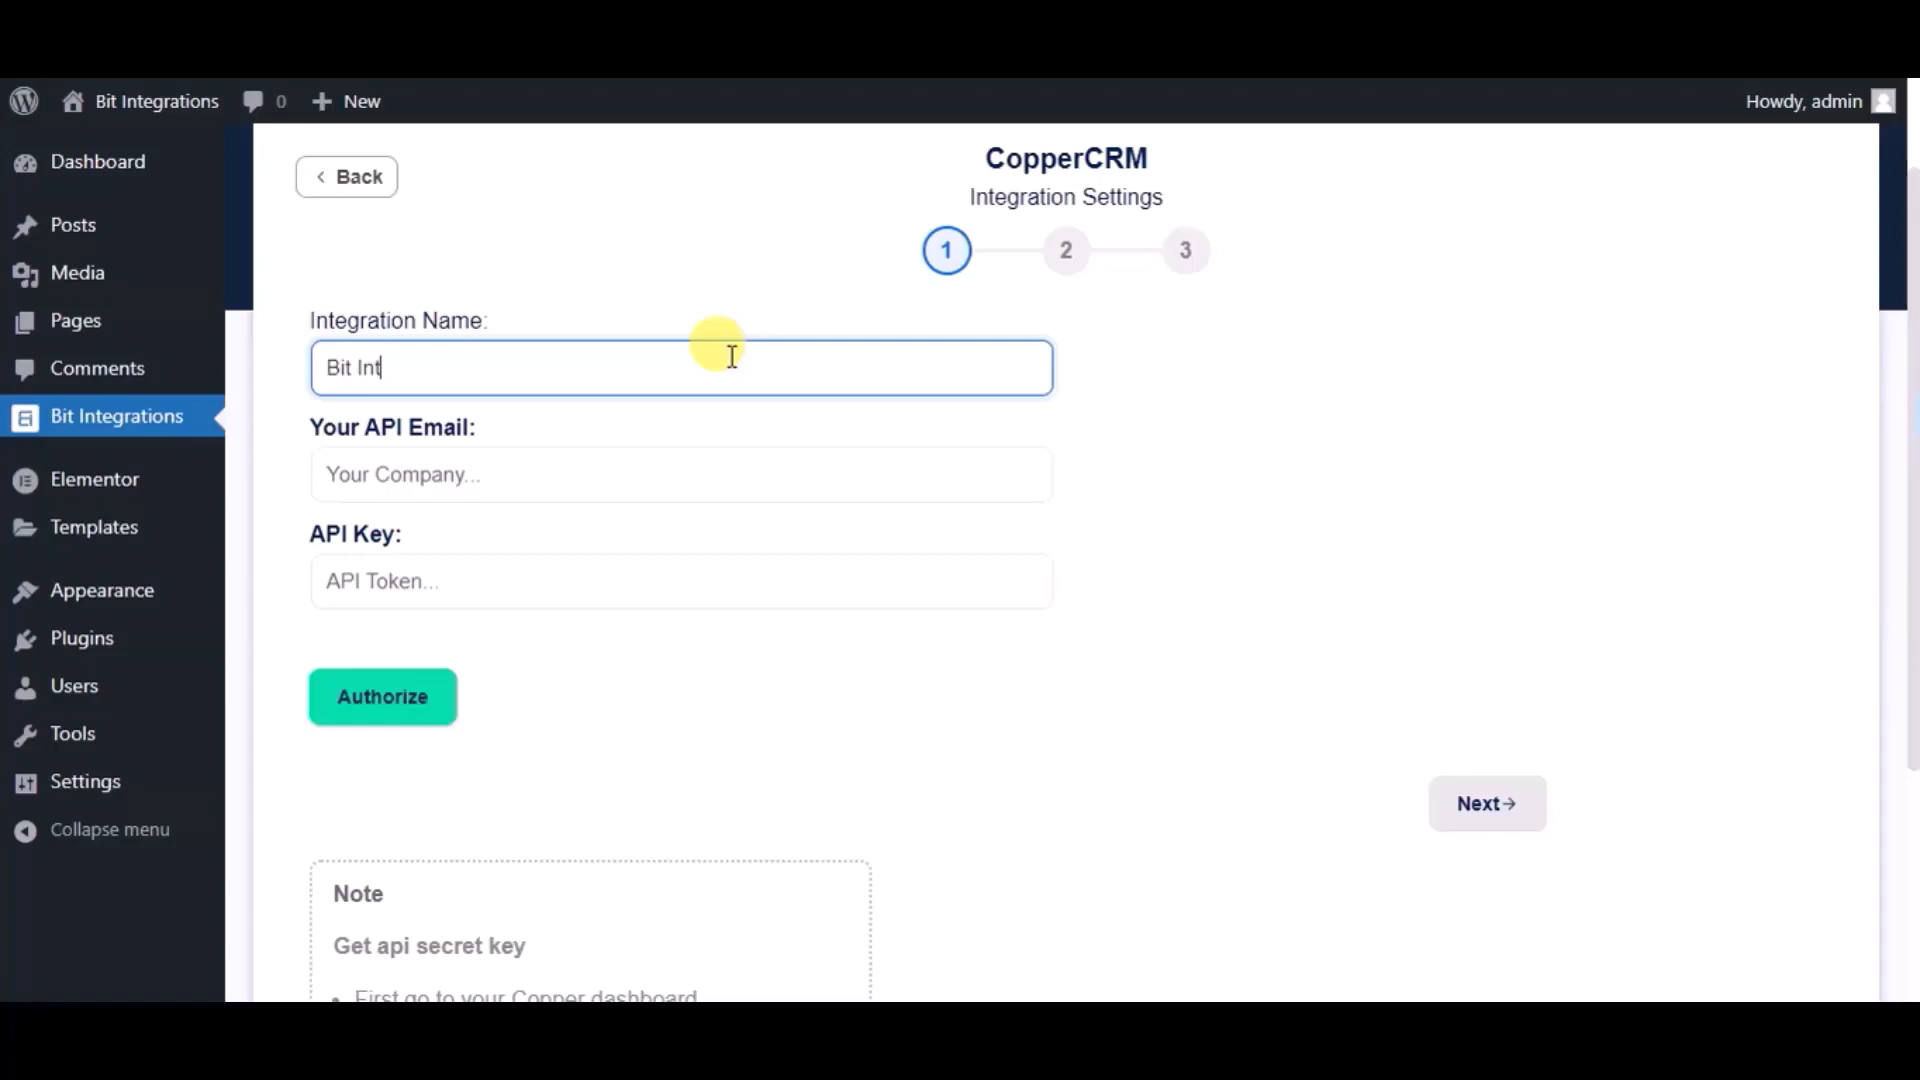 Bit Integrations 0 New Howdy, admin
Dashboard
Posts
Media
Pages
Comments
Bit Integrations
Elementor
Templates
Appearance
Plugins
Users
Tools
Settings
Collapse menu
Back
CopperCRM
Integration Settings
1 2 3
Integration Name:
Bit Int
Your API Email:
Your Company...
API Key:
API Token...
Authorize
Next→
Note
Get api secret key
• First go to your Copper dashboard